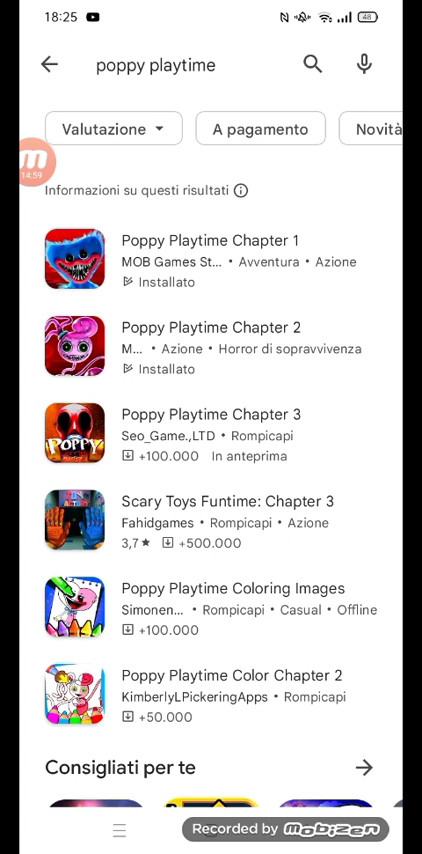 18:25
48
poppy playtime
Valutazione
A pagamento
Novità
14:59
Informazioni su questi risultati
Poppy Playtime Chapter 1
MOB Games St... • Avventura • Azione
Installato
Poppy Playtime Chapter 2
M... • Azione • Horror di sopravvivenza
Installato
POPPY
Poppy Playtime Chapter 3
Seo_Game.,LTD • Rompicapi
+100.000 In anteprima
Scary Toys Funtime: Chapter 3
Fahidgames • Rompicapi • Azione
3,7★ +500.000
Poppy Playtime Coloring Images
Simonen... • Rompicapi • Casual • Offline
+100.000
Poppy Playtime Color Chapter 2
KimberlyLPickeringApps • Rompicapi
+50.000
Consigliati per te
Recorded by MOBIZEN